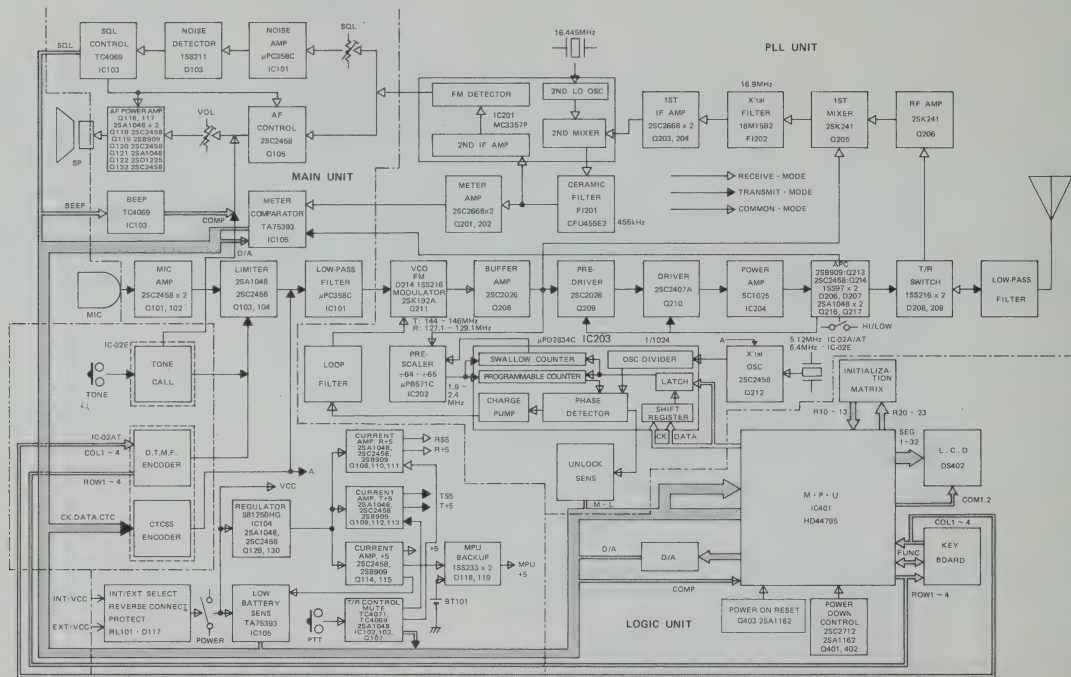 SQL
SQL
CONTROL
TC4069
IC103
NOISE
DETECTOR
1SS211
D103
NOISE
AMP
μPC358C
IC101
SQL
16.445MHz
PLL UNIT
AF POWER AMP
Q116, 117
2SA1048 × 2
Q118 2SC2458
Q119 2SB909
Q120 2SC2458
Q121 2SA1048
Q122 2SD1225
Q132 2SC2458
VOL
AF
CONTROL
2SC2458
Q105
SP
MAIN UNIT
FM DETECTOR
IC201
MC3357P
2ND IF AMP
2ND LO OSC
2ND MIXER
1ST
IF AMP
2SC2668 × 2
Q203, 204
16.9MHz
X'tal
FILTER
16M15B2
FI202
1ST
MIXER
2SK241
Q205
RF AMP
2SK241
Q206
BEEP
BEEP
TC4069
IC103
COMP
D/A
METER
COMPARATOR
TA75393
IC105
METER
AMP
2SC2668×2
Q201, 202
CERAMIC
FILTER
FI201
CFU455E2
455kHz
RECEIVE·MODE
TRANSMIT·MODE
COMMON·MODE
MIC
MIC
AMP
2SC2458 × 2
Q101, 102
LIMITER
2SA1048
2SC2458
Q103, 104
LOW-PASS
FILTER
μPC358C
IC101
VCO
FM
D214 1SS216
MODULATOR
2SK192A
Q211
BUFFER
AMP
2SC2026
Q208
PRE-
DRIVER
2SC2026
Q209
DRIVER
2SC2407A
Q210
POWER
AMP
SC1025
IC204
APC
2SB909:Q213
2SC2458:Q214
1SS97 × 2
D206, D207
2SA1048 × 2
Q216, Q217
T/R
SWITCH
1SS216 × 2
D208, 209
LOW-PASS
FILTER
HI/LOW
T: 144 ~ 146MHz
R: 127.1 ~ 129.1MHz
IC-02E
TONE
CALL
TONE
LOOP
FILTER
PRE-
SCALER
÷64 · ÷65
μPB571C
IC202
1.9 ~
2.4
MHz
μPD2834C
IC203
1/1024
SWALLOW COUNTER
OSC DIVIDER
PROGRAMMABLE COUNTER
LATCH
CHARGE
PUMP
PHASE
DETECTOR
SHIFT
REGISTER
CK
DATA
A
X'tal
OSC
2SC2458
Q212
5.12MHz IC-02A/AT
6.4MHz IC-02E
INITIALIZA-
TION
MATRIX
R10 ~ 13
R20 ~ 23
IC-02AT
COL1 ~ 4
D.T.M.F.
ENCODER
A
ROW1 ~ 4
CK.DATA.CTC
CTCSS
ENCODER
VCC
REGULATOR
S81250HG
IC104
2SA1048,
2SC2458
Q129, 130
CURRENT
AMP. R+5
2SA1048,
2SC2458
2SB909
Q108,110,111
RS5
R+5
CURRENT
AMP. T+5
2SA1048,
2SC2458
2SB909
Q109, 112, 113
TS5
T+5
CURRENT
AMP. +5
2SC2458,
2SB909
Q114, 115
+5
MPU
BACKUP
1SS233 × 2
D118, 119
MPU
+5
BT101
UNLOCK
SENS
M · L
SEG
1~32
L.C.D
DS402
COM1.2
M·P·U
IC401
HD44795
D/A
D/A
COMP
COL1 ~ 4
FUNC
ROW1 ~ 4
KEY
BOARD
INT·VCC
EXT·VCC
INT/EXT SELECT
REVERSE CONNECT
PROTECT
RL101 · D117
POWER
LOW
BATTERY
SENS
TA75393
IC105
PTT
T/R CONTROL
MUTE
TC4071,
TC4069
2SA1048
IC102, 103,
Q107
LOGIC UNIT
POWER ON RESET
Q403 2SA1162
POWER
DOWN
CONTROL
2SC2712
2SA1162
Q401, 402